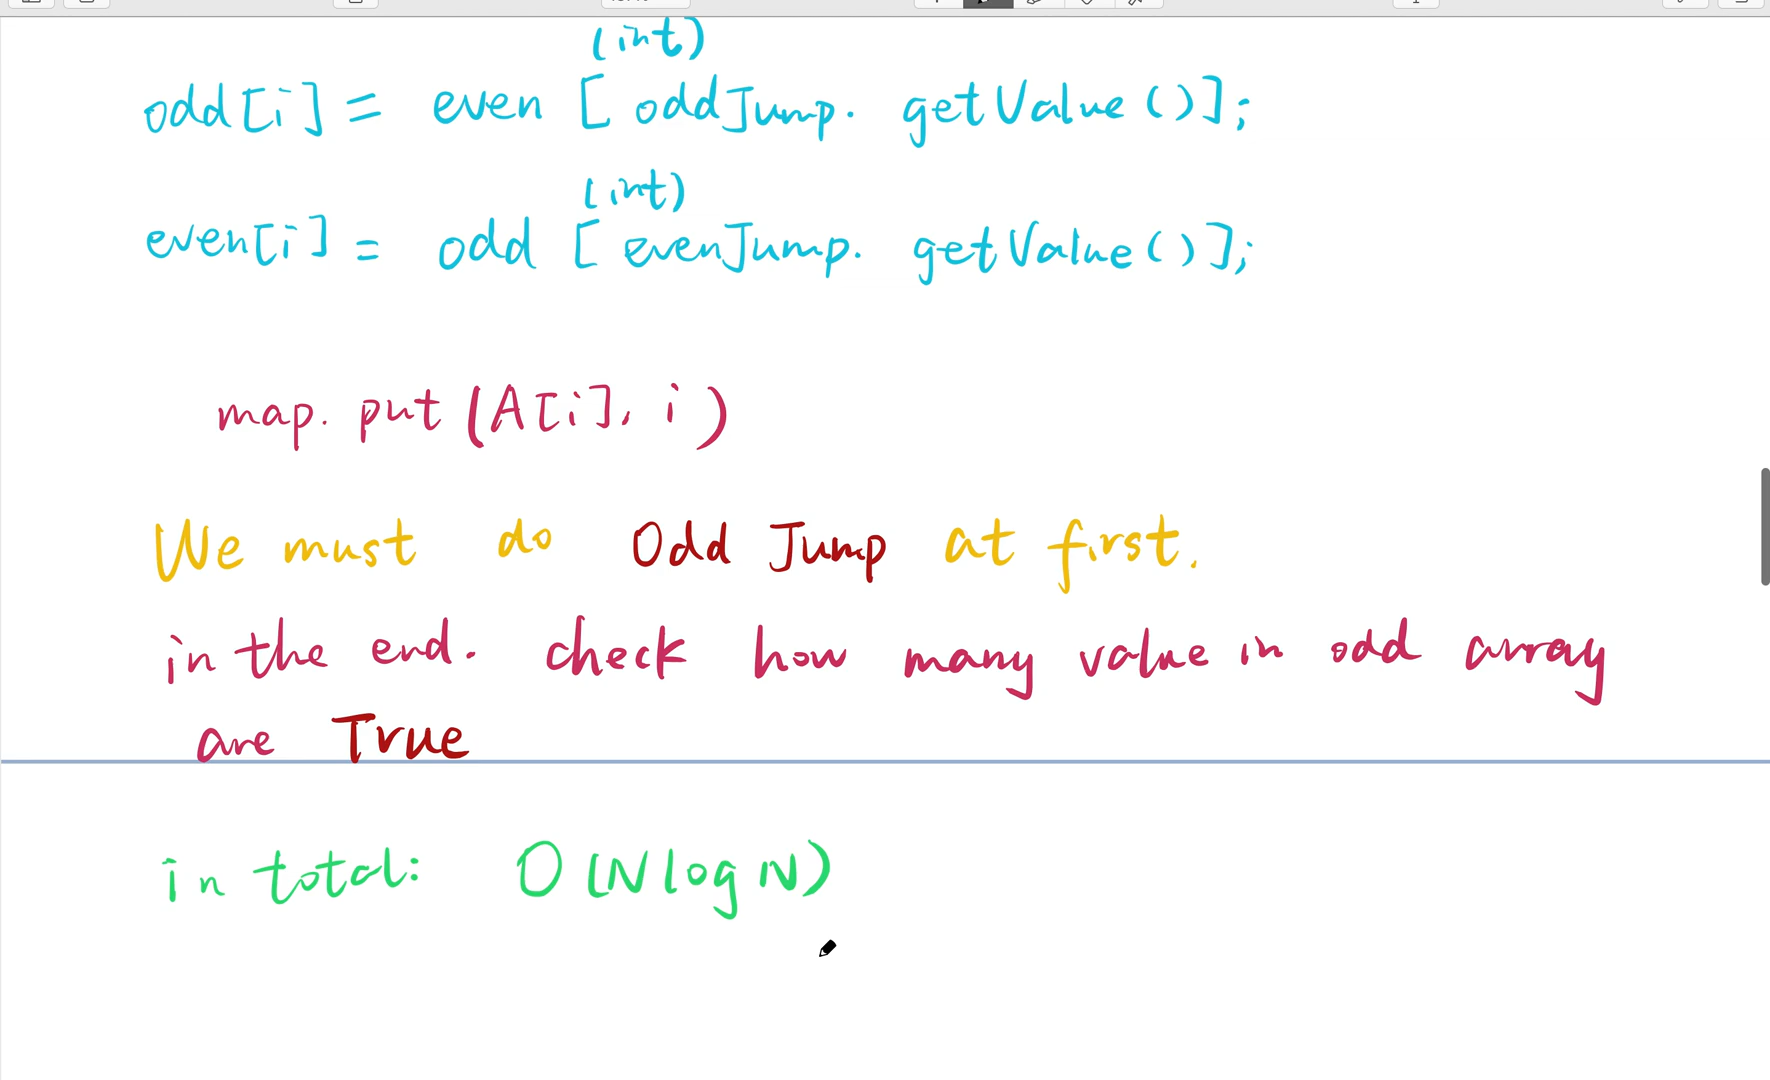 (int)
odd[i] = even [ oddJump. getValue()];
(int)
even[i] = odd [ evenJump. getValue()];
map. put (A[i], i)
We must do Odd Jump at first.
in the end. check how many value in odd array
are True
in total: O(NlogN)